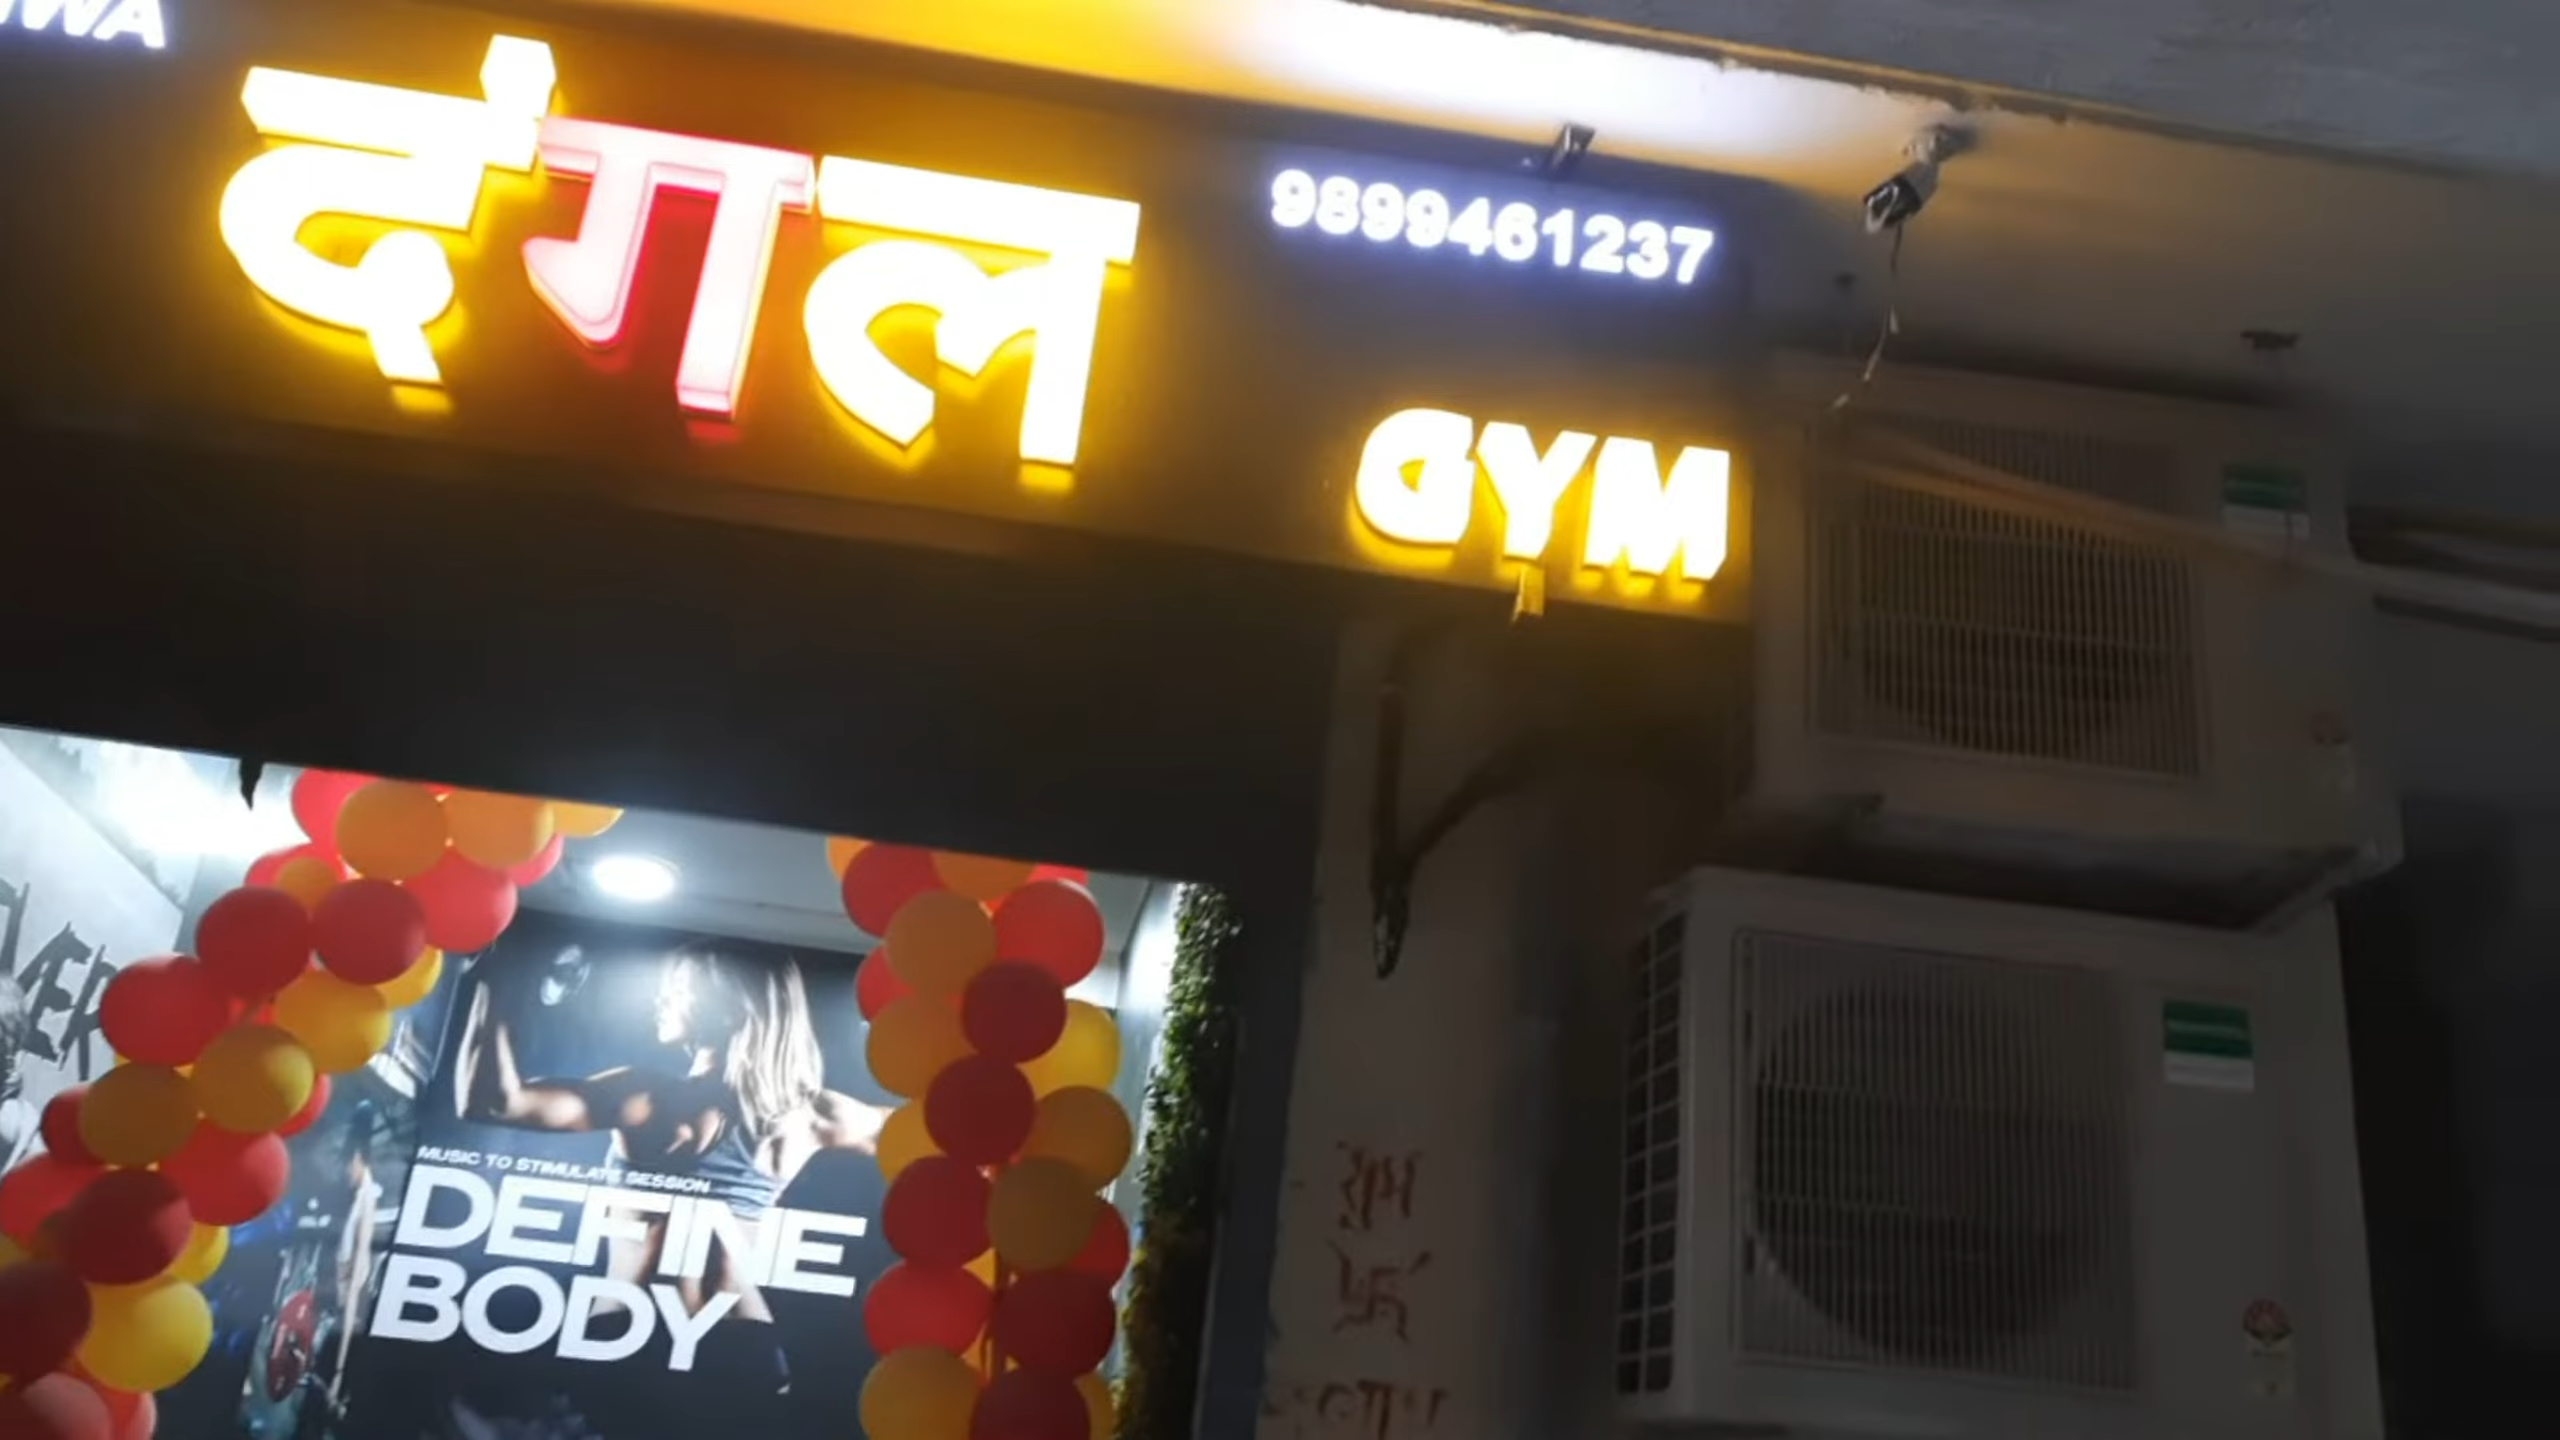 दंगल
9899461237
GYM
MUSIC TO STIMULATE SESSION
DEFINE
BODY